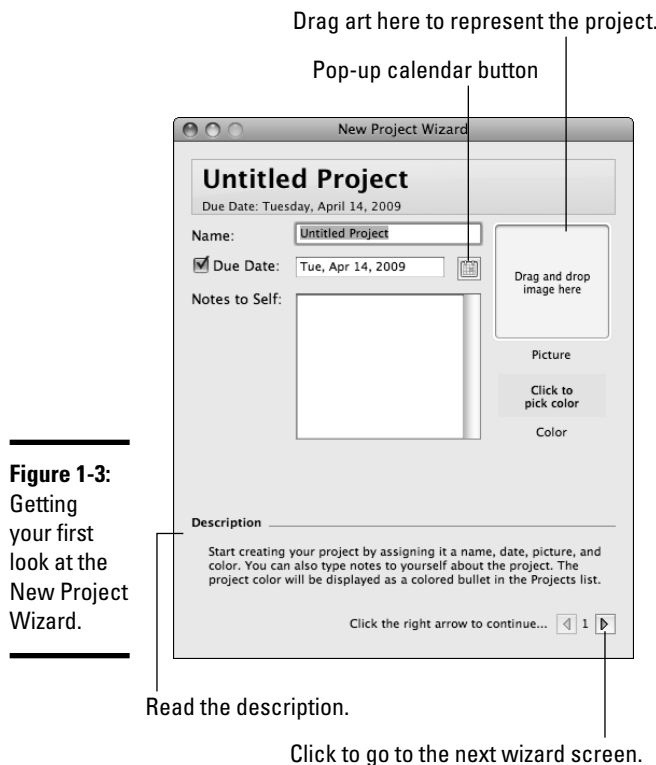 Drag art here to represent the project.
Pop-up calendar button
New Project Wizard
Untitled Project
Due Date: Tuesday, April 14, 2009
Name:
Untitled Project
Due Date:
Tue, Apr 14, 2009
Notes to Self:
Drag and drop
image here
Picture
Click to
pick color
Color
Figure 1-3:
Getting
your first
look at the
New Project
Wizard.
Description
Start creating your project by assigning it a name, date, picture, and
color. You can also type notes to yourself about the project. The
project color will be displayed as a colored bullet in the Projects list.
Click the right arrow to continue... 1
Read the description.
Click to go to the next wizard screen.